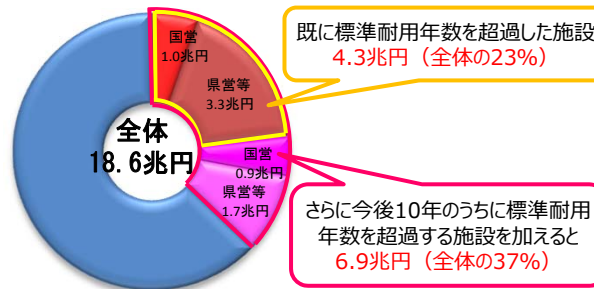 国営
1.0兆円
県営等
3.3兆円
既に標準耐用年数を超過した施設
4.3兆円（全体の23%）
全体
18.6兆円
国営
0.9兆円
県営等
1.7兆円
さらに今後10年のうちに標準耐用
年数を超過する施設を加えると
6.9兆円（全体の37%）